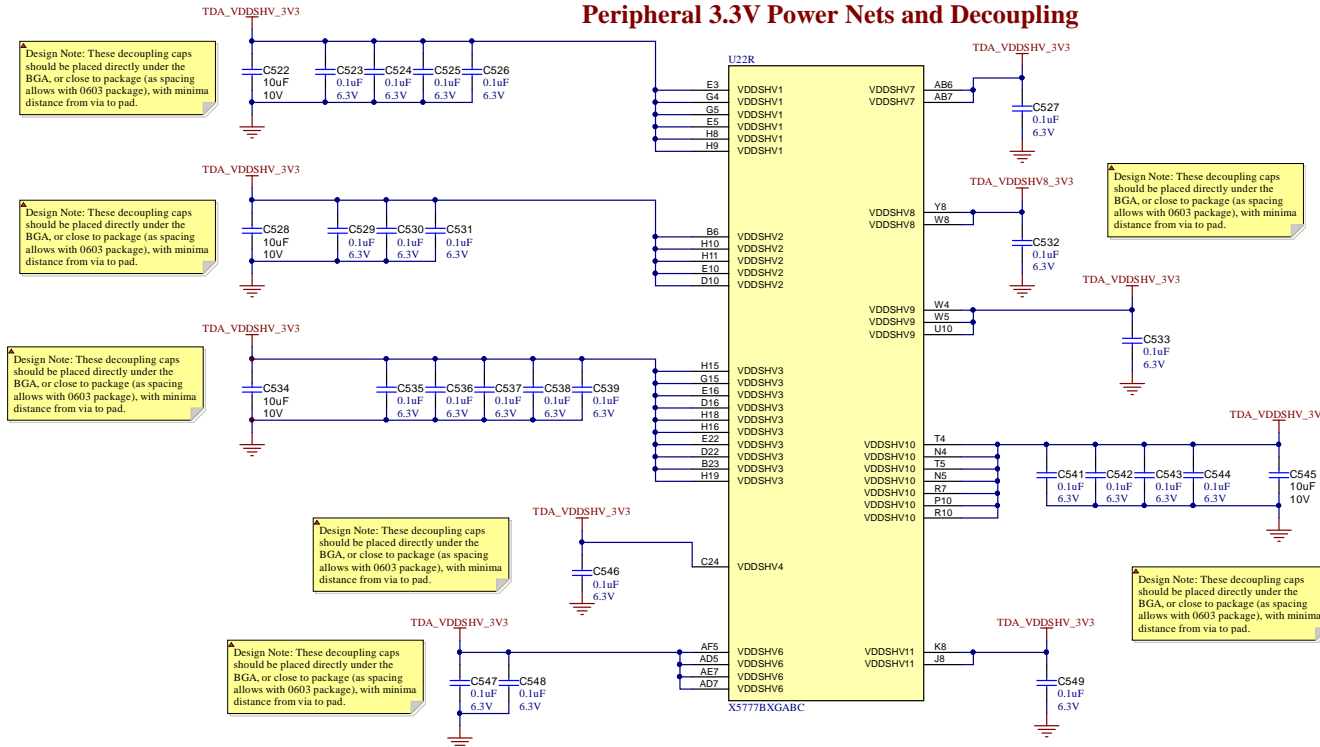 Peripheral 3.3V Power Nets and Decoupling
TDA_VDDSHV_3V3
Design Note: These decoupling caps
should be placed directly under the
BGA, or close to package (as spacing
allows with 0603 package), with minima
distance from via to pad.
C522
10uF
10V
C523
0.1uF
6.3V
C524
0.1uF
6.3V
C525
0.1uF
6.3V
C526
0.1uF
6.3V
TDA_VDDSHV_3V3
Design Note: These decoupling caps
should be placed directly under the
BGA, or close to package (as spacing
allows with 0603 package), with minima
distance from via to pad.
C528
10uF
10V
C529
0.1uF
6.3V
C530
0.1uF
6.3V
C531
0.1uF
6.3V
TDA_VDDSHV_3V3
Design Note: These decoupling caps
should be placed directly under the
BGA, or close to package (as spacing
allows with 0603 package), with minima
distance from via to pad.
C534
10uF
10V
C535
0.1uF
6.3V
C536
0.1uF
6.3V
C537
0.1uF
6.3V
C538
0.1uF
6.3V
C539
0.1uF
6.3V
Design Note: These decoupling caps
should be placed directly under the
BGA, or close to package (as spacing
allows with 0603 package), with minima
distance from via to pad.
TDA_VDDSHV_3V3
C546
0.1uF
6.3V
Design Note: These decoupling caps
should be placed directly under the
BGA, or close to package (as spacing
allows with 0603 package), with minima
distance from via to pad.
TDA_VDDSHV_3V3
C547
0.1uF
6.3V
C548
0.1uF
6.3V
U22R
E3 VDDSHV1
G4 VDDSHV1
G5 VDDSHV1
E5 VDDSHV1
H8 VDDSHV1
H9 VDDSHV1
B6 VDDSHV2
H10 VDDSHV2
H11 VDDSHV2
E10 VDDSHV2
D10 VDDSHV2
H15 VDDSHV3
G15 VDDSHV3
E16 VDDSHV3
D16 VDDSHV3
H18 VDDSHV3
H16 VDDSHV3
E22 VDDSHV3
D22 VDDSHV3
B23 VDDSHV3
H19 VDDSHV3
C24 VDDSHV4
AF5 VDDSHV6
AD5 VDDSHV6
AE7 VDDSHV6
AD7 VDDSHV6
VDDSHV7 AB6
VDDSHV7 AB7
VDDSHV8 Y8
VDDSHV8 W8
VDDSHV9 W4
VDDSHV9 W5
VDDSHV9 U10
VDDSHV10 T4
VDDSHV10 N4
VDDSHV10 T5
VDDSHV10 N5
VDDSHV10 R7
VDDSHV10 P10
VDDSHV10 R10
VDDSHV11 K8
VDDSHV11 J8
X5777BXGABC
TDA_VDDSHV_3V3
C527
0.1uF
6.3V
TDA_VDDSHV8_3V3
C532
0.1uF
6.3V
Design Note: These decoupling caps
should be placed directly under the
BGA, or close to package (as spacing
allows with 0603 package), with minima
distance from via to pad.
TDA_VDDSHV_3V3
C533
0.1uF
6.3V
TDA_VDDSHV_3V
C541
0.1uF
6.3V
C542
0.1uF
6.3V
C543
0.1uF
6.3V
C544
0.1uF
6.3V
C545
10uF
10V
Design Note: These decoupling caps
should be placed directly under the
BGA, or close to package (as spacing
allows with 0603 package), with minima
distance from via to pad.
TDA_VDDSHV_3V3
C549
0.1uF
6.3V